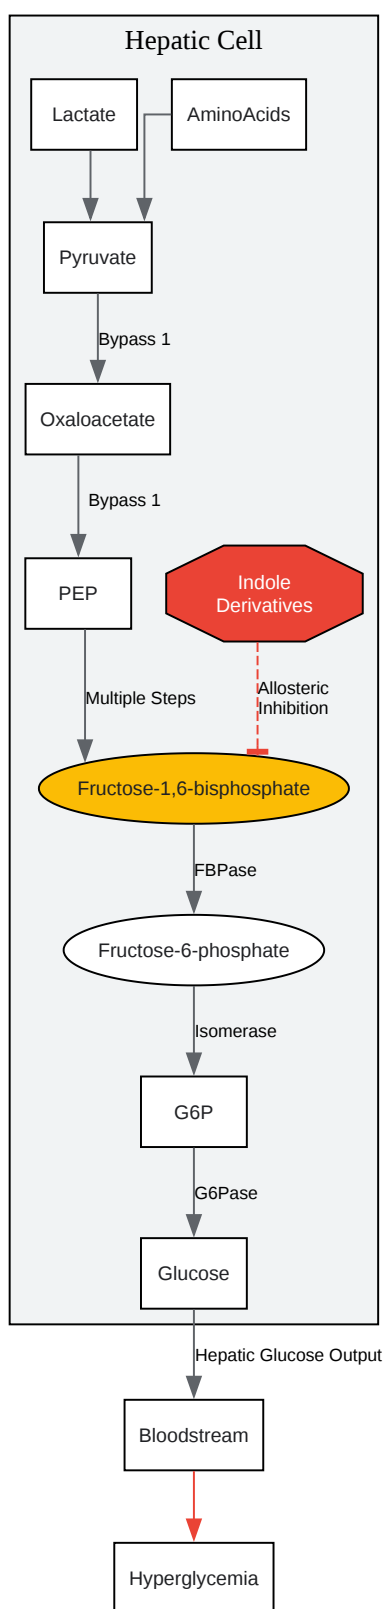 Hepatic Cell
Lactate
AminoAcids
Pyruvate
Bypass 1
Oxaloacetate
Bypass 1
PEP
Indole
Derivatives
Multiple Steps
Allosteric
Inhibition
Fructose-1,6-bisphosphate
FBPase
Fructose-6-phosphate
Isomerase
G6P
G6Pase
Glucose
Hepatic Glucose Output
Bloodstream
Hyperglycemia